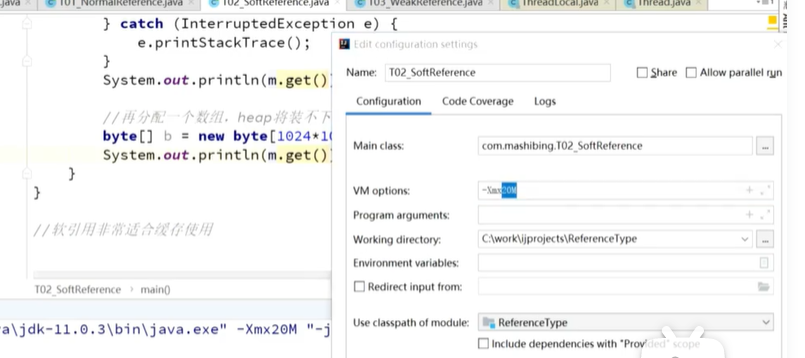 .java
T01_NormalReference.java
T02_SoftReference.java
T03_WeakReference.java
ThreadLocal.java
Thread.java
} catch (InterruptedException e) {
e.printStackTrace();
}
System.out.println(m.get()
//再分配一个数组，heap将装不下
byte[] b = new byte[1024*10
System.out.println(m.get()
}
}
//软引用非常适合缓存使用
T02_SoftReference > main()
a\jdk-11.0.3\bin\java.exe" -Xmx20M "-j
Edit configuration settings
Name: T02_SoftReference
Share
Allow parallel run
Configuration
Code Coverage
Logs
Main class: com.mashibing.T02_SoftReference ...
VM options: -Xmx20M
Program arguments:
Working directory: C:\work\ijprojects\ReferenceType ...
Environment variables:
Redirect input from:
Use classpath of module: ReferenceType
Include dependencies with "Provided" scope